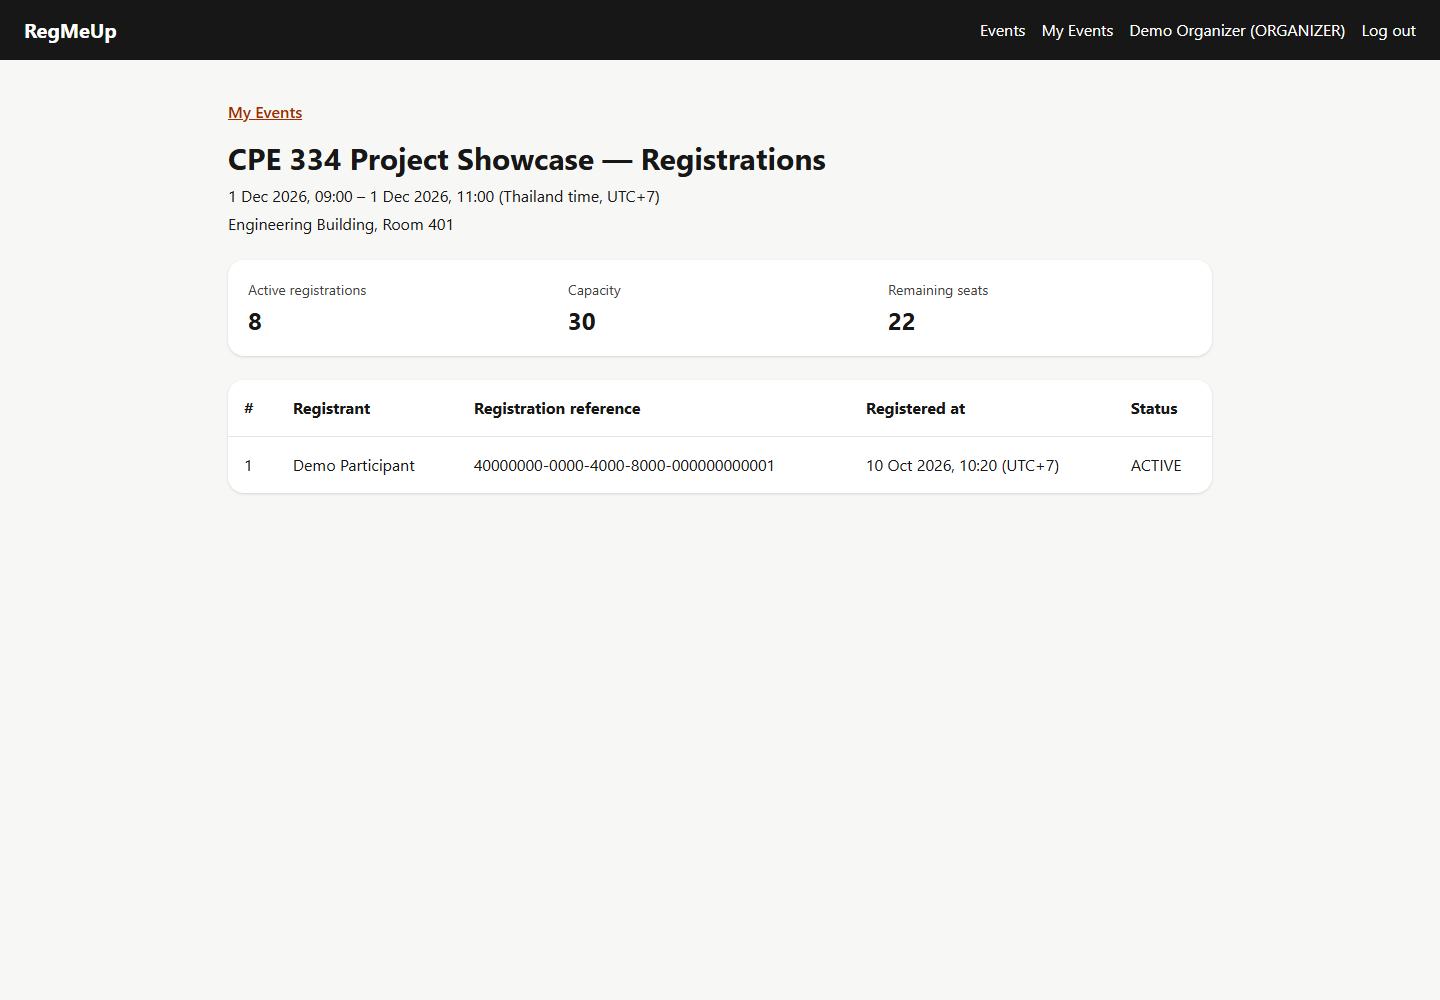 RegMeUp Events My Events Demo Organizer (ORGANIZER) Log out
My Events
CPE 334 Project Showcase — Registrations
1 Dec 2026, 09:00 – 1 Dec 2026, 11:00 (Thailand time, UTC+7)
Engineering Building, Room 401
Active registrations Capacity Remaining seats
8 30 22
# Registrant Registration reference Registered at Status
1 Demo Participant 40000000-0000-4000-8000-000000000001 10 Oct 2026, 10:20 (UTC+7) ACTIVE